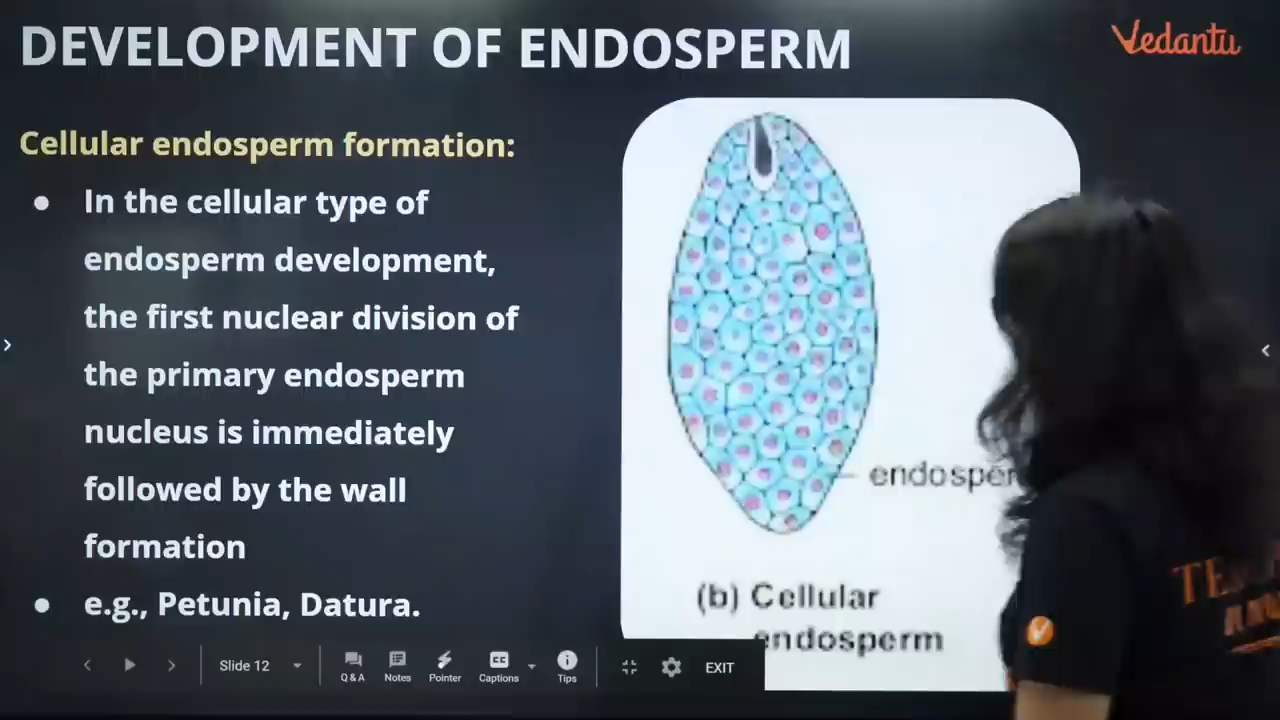 DEVELOPMENT OF ENDOSPERM
Vedantu
Cellular endosperm formation:
● In the cellular type of
endosperm development,
the first nuclear division of
the primary endosperm
nucleus is immediately
followed by the wall
formation
● e.g., Petunia, Datura.
endosper
(b) Cellular
endosperm
Slide 12
Q&A
Notes
Pointer
CC
Captions
Tips
EXIT